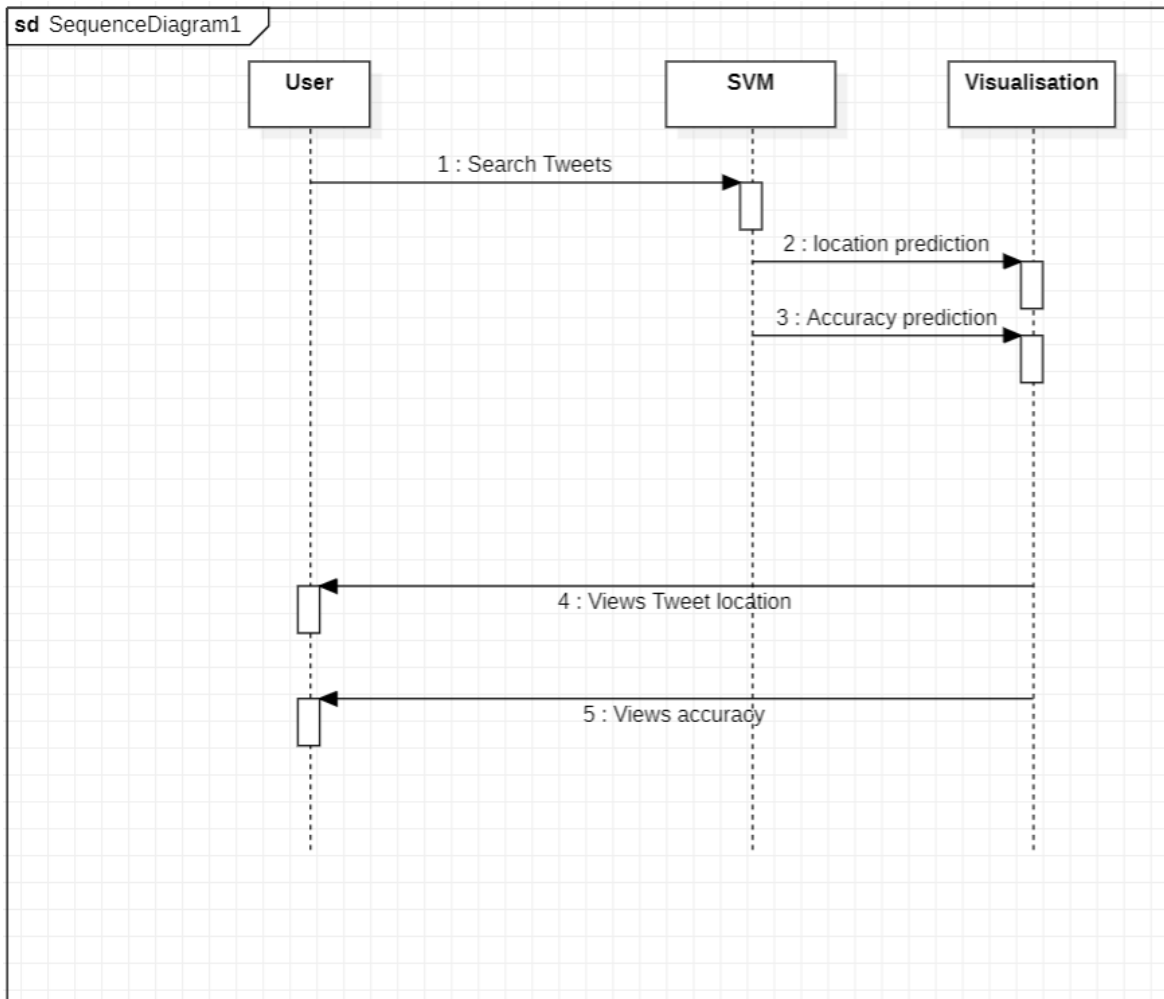 sd SequenceDiagram1
User
SVM
Visualisation
1 : Search Tweets
2 : location prediction
3 : Accuracy prediction
4 : Views Tweet location
5 : Views accuracy